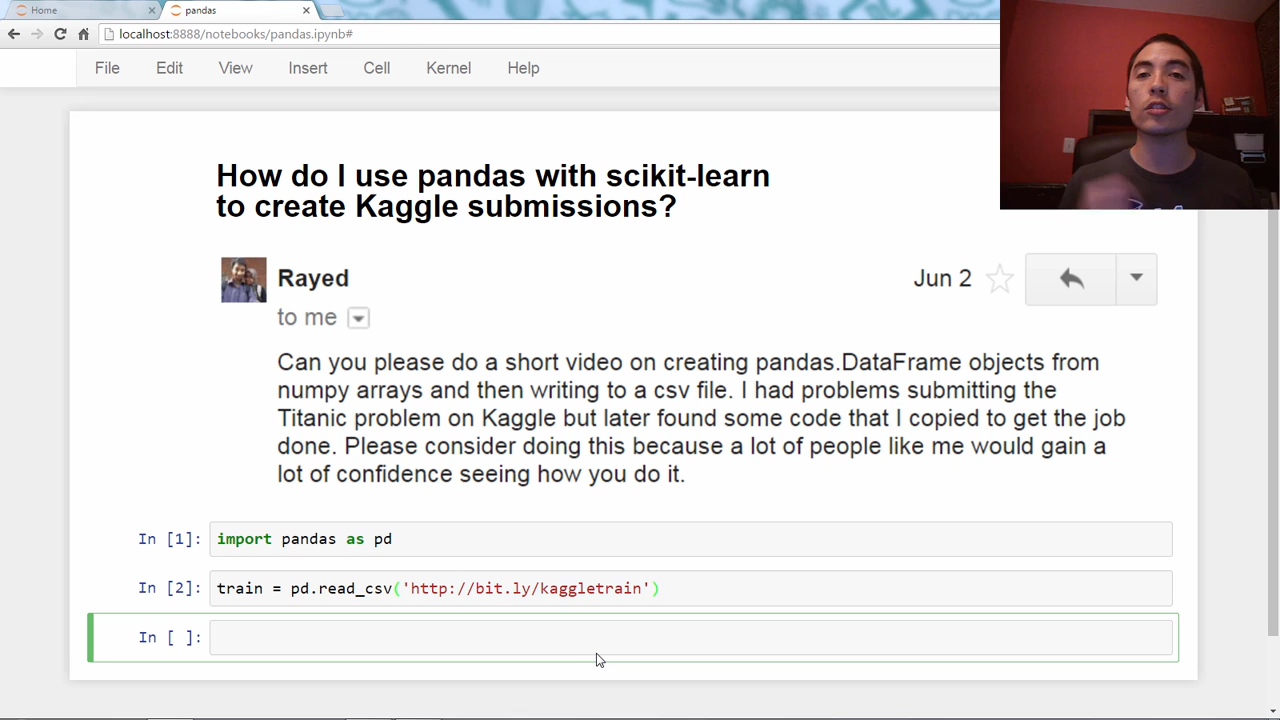 Home
pandas
localhost:8888/notebooks/pandas.ipynb#
File Edit View Insert Cell Kernel Help
How do I use pandas with scikit-learn
to create Kaggle submissions?
Rayed
Jun 2
to me
Can you please do a short video on creating pandas.DataFrame objects from
numpy arrays and then writing to a csv file. I had problems submitting the
Titanic problem on Kaggle but later found some code that I copied to get the job
done. Please consider doing this because a lot of people like me would gain a
lot of confidence seeing how you do it.
In [1]: import pandas as pd
In [2]: train = pd.read_csv('http://bit.ly/kaggletrain')
In [ ]: